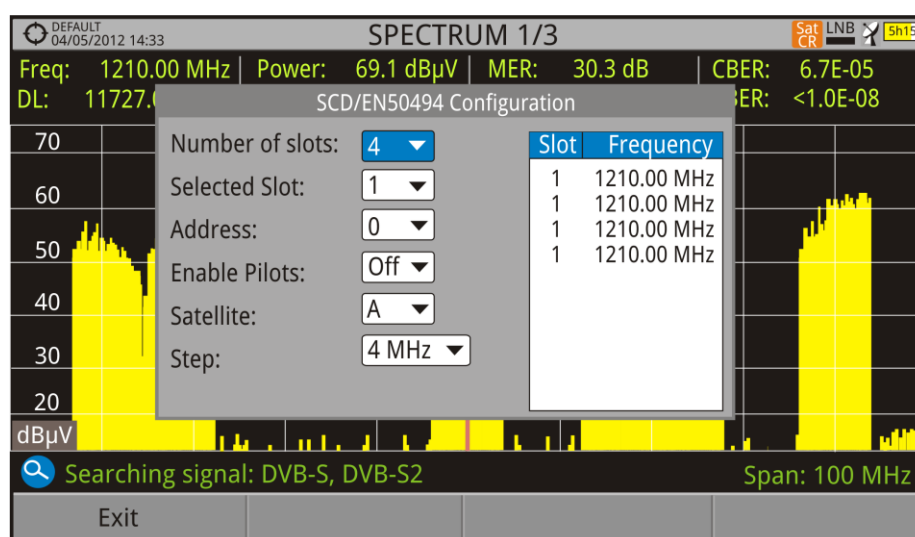 DEFAULT
04/05/2012 14:33
SPECTRUM 1/3
Sat CR
LNB
5h15
Freq: 1210.00 MHz Power: 69.1 dBµV MER: 30.3 dB CBER: 6.7E-05
DL: 11727.0 BER: <1.0E-08
SCD/EN50494 Configuration
Number of slots: 4
Selected Slot: 1
Address: 0
Enable Pilots: Off
Satellite: A
Step: 4 MHz
Slot Frequency
1 1210.00 MHz
1 1210.00 MHz
1 1210.00 MHz
1 1210.00 MHz
70
60
50
40
30
20
dBµV
Searching signal: DVB-S, DVB-S2 Span: 100 MHz
Exit